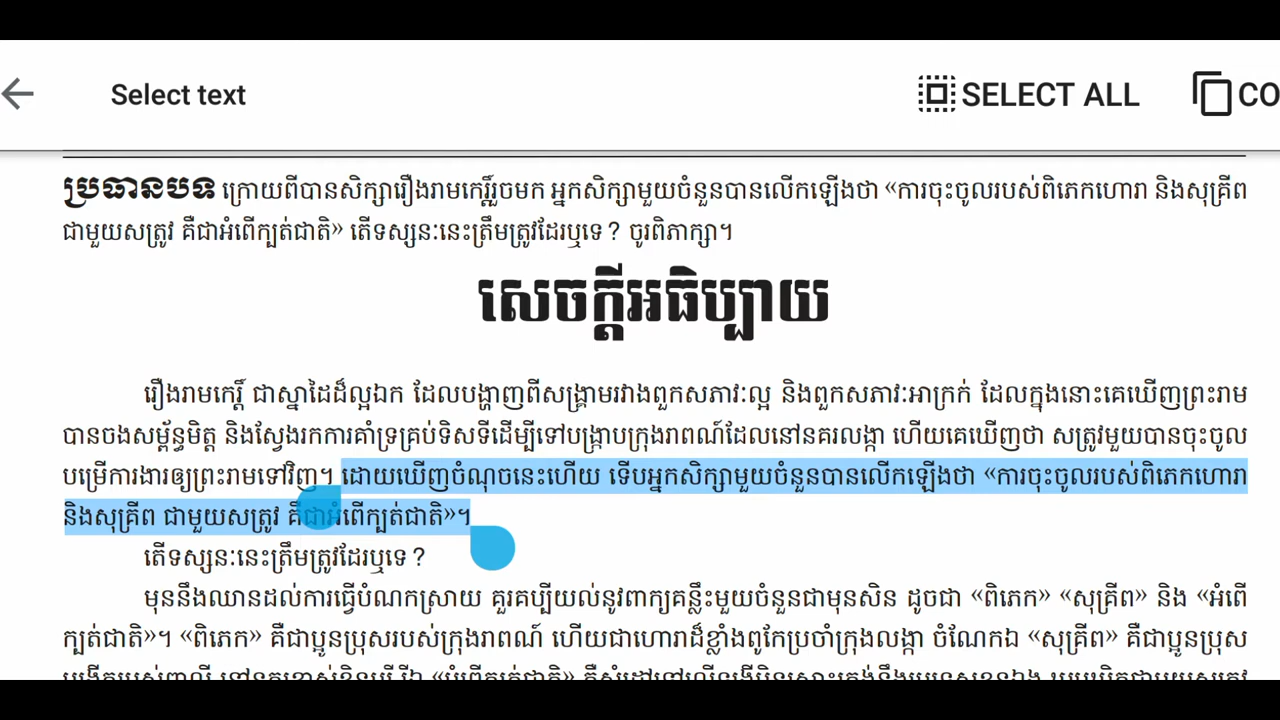 Select text
SELECT ALL
CO
ប្រធានបទ ក្រោយពីបានសិក្សារឿងរាមកេរ្តិ៍រួចមក អ្នកសិក្សាមួយចំនួនបានលើកឡើងថា «ការចុះចូលរបស់ពិភេកហោរា និងសុគ្រីព
ជាមួយសត្រូវ គឺជាអំពើក្បត់ជាតិ» តើទស្សនៈនេះត្រឹមត្រូវដែរឬទេ? ចូរពិភាក្សា។
សេចក្តីអធិប្បាយ
រឿងរាមកេរ្តិ៍ ជាស្នាដៃដ៏ល្អឯក ដែលបង្ហាញពីសង្គ្រាមរវាងពួកសភាវៈល្អ និងពួកសភាវៈអាក្រក់ ដែលក្នុងនោះគេឃើញព្រះរាម
បានចងសម្ព័ន្ធមិត្ត និងស្វែងរកការគាំទ្រគ្រប់ទិសទីដើម្បីទៅបង្ក្រាបក្រុងរាពណ៍ដែលនៅនគរលង្កា ហើយគេឃើញថា សត្រូវមួយបានចុះចូល
បម្រើការងារឲ្យព្រះរាមទៅវិញ។ ដោយឃើញចំណុចនេះហើយ ទើបអ្នកសិក្សាមួយចំនួនបានលើកឡើងថា «ការចុះចូលរបស់ពិភេកហោរា
និងសុគ្រីព ជាមួយសត្រូវ គឺជាអំពើក្បត់ជាតិ»។
តើទស្សនៈនេះត្រឹមត្រូវដែរឬទេ?
មុននឹងឈានដល់ការធ្វើបំណកស្រាយ គួរគប្បីយល់នូវពាក្យគន្លឹះមួយចំនួនជាមុនសិន ដូចជា «ពិភេក» «សុគ្រីព» និង «អំពើ
ក្បត់ជាតិ»។ «ពិភេក» គឺជាប្អូនប្រុសរបស់ក្រុងរាពណ៍ ហើយជាហោរាដ៏ខ្លាំងពូកែប្រចាំក្រុងលង្កា ចំណែកឯ «សុគ្រីព» គឺជាប្អូនប្រុស